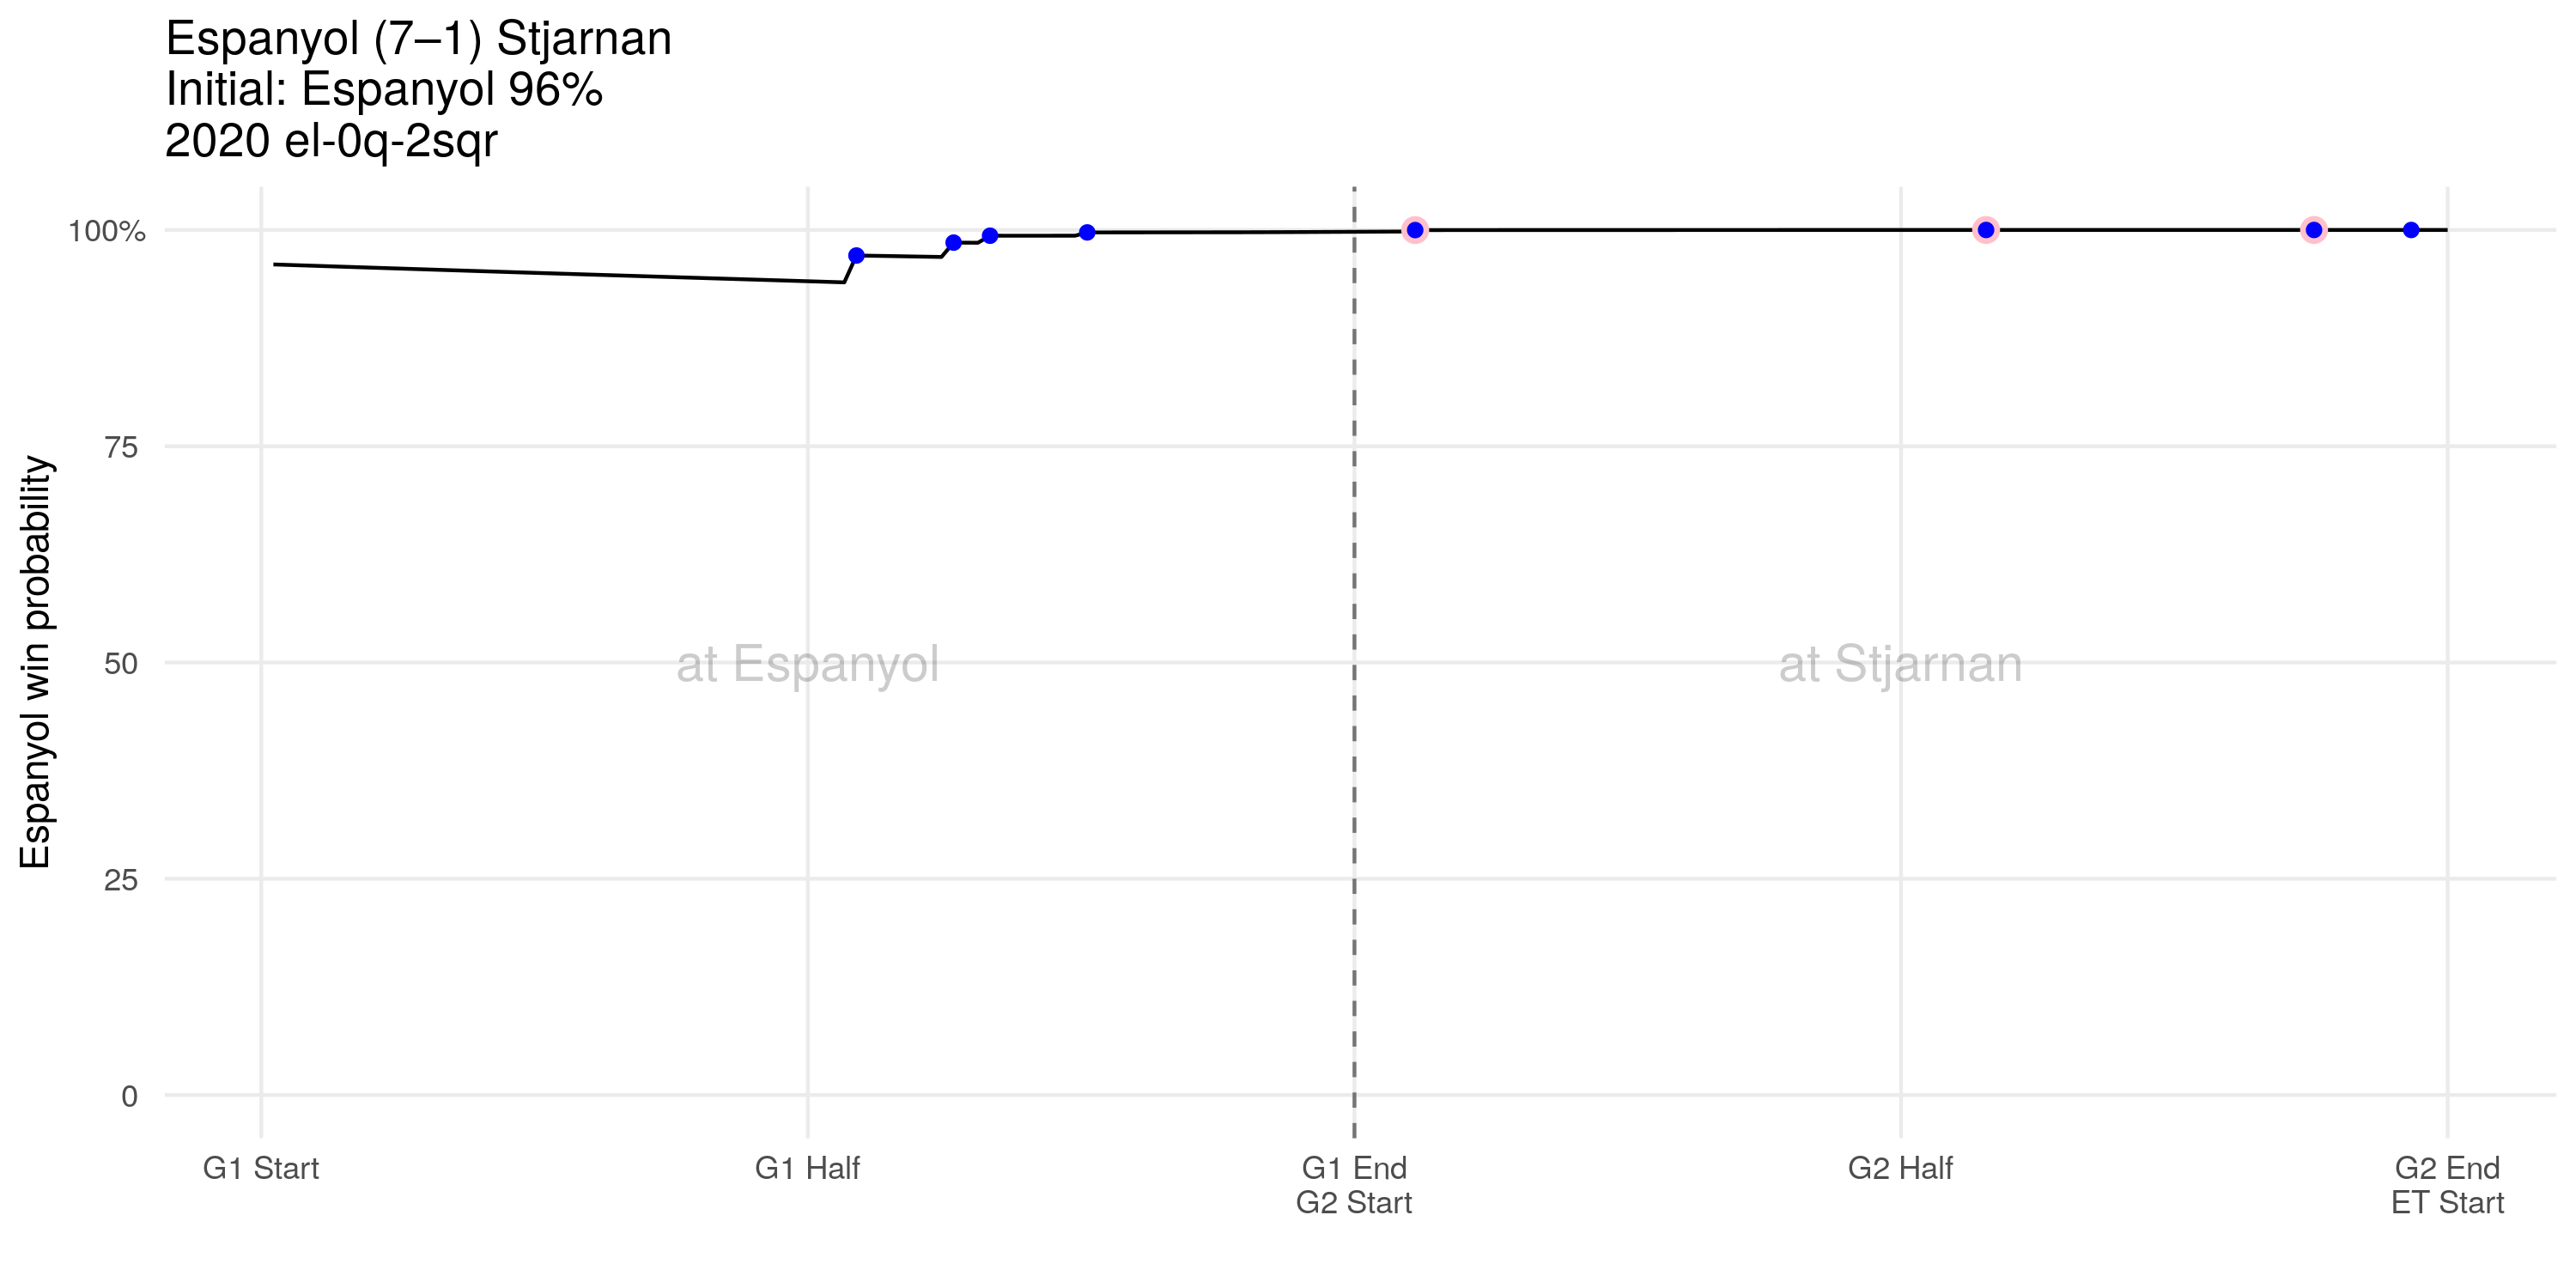 Espanyol (7–1) Stjarnan
Initial: Espanyol 96%
2020 el-0q-2sqr
Espanyol win probability
100%
75
50
25
0
at Espanyol
at Stjarnan
G1 Start
G1 Half
G1 End
G2 Start
G2 Half
G2 End
ET Start